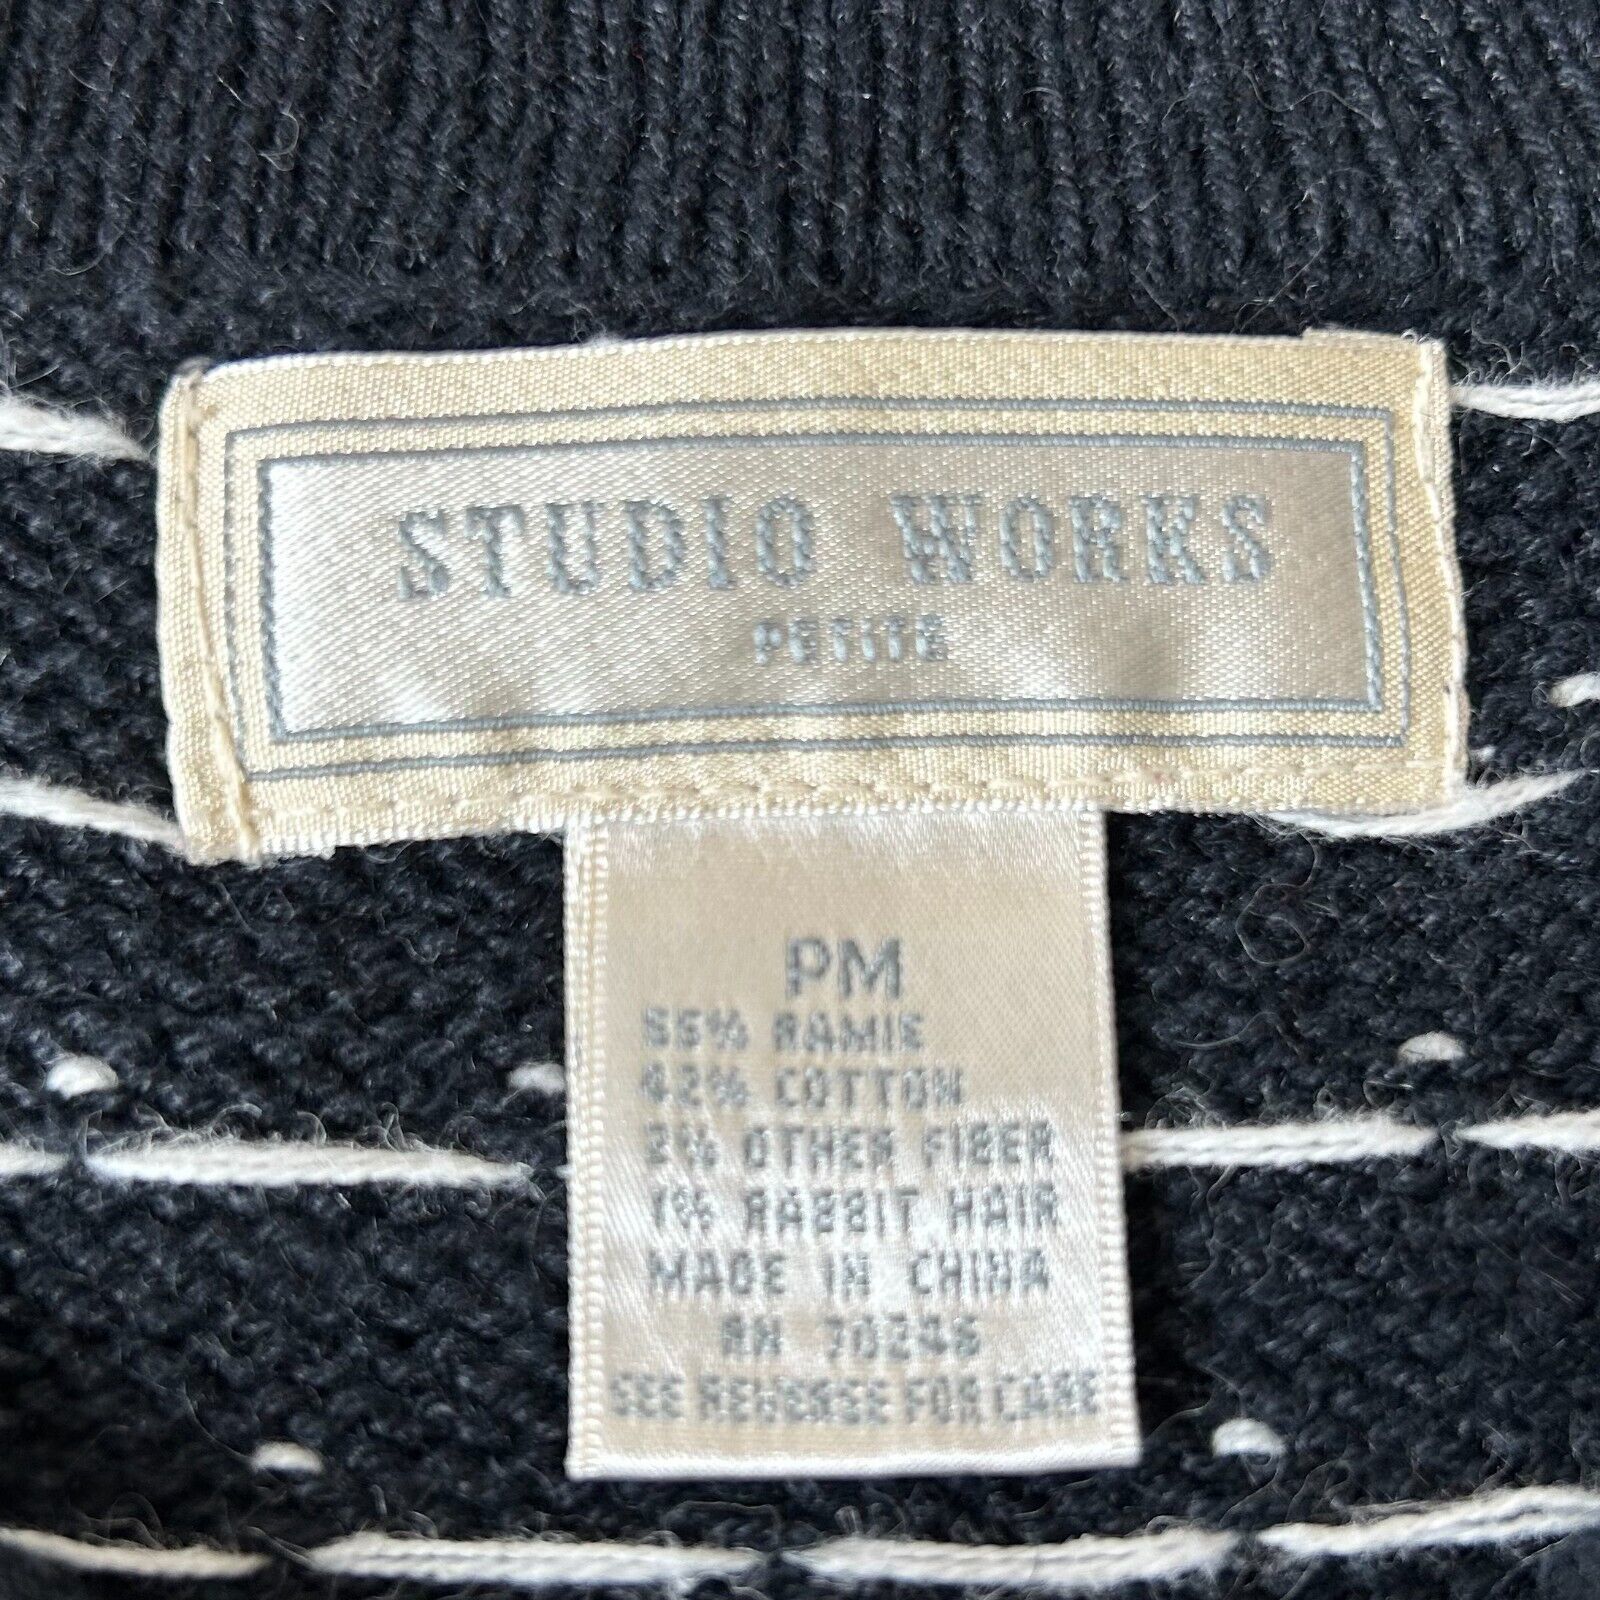 STUDIO WORKS
PETITE
PM
55% RAMIE
42% COTTON
2% OTHER FIBER
1% RABBIT HAIR
MADE IN CHINA
RN 70246
SEE REVERSE FOR CARE